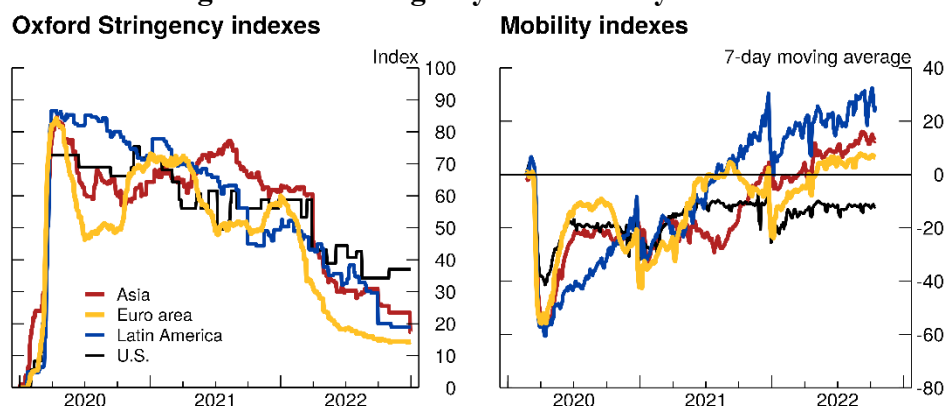 Oxford Stringency indexes
Index
100
90
80
70
60
50
40
30
20
10
0
Asia
Euro area
Latin America
U.S.
2020 2021 2022
Mobility indexes
7-day moving average
40
20
0
-20
-40
-60
-80
2020 2021 2022